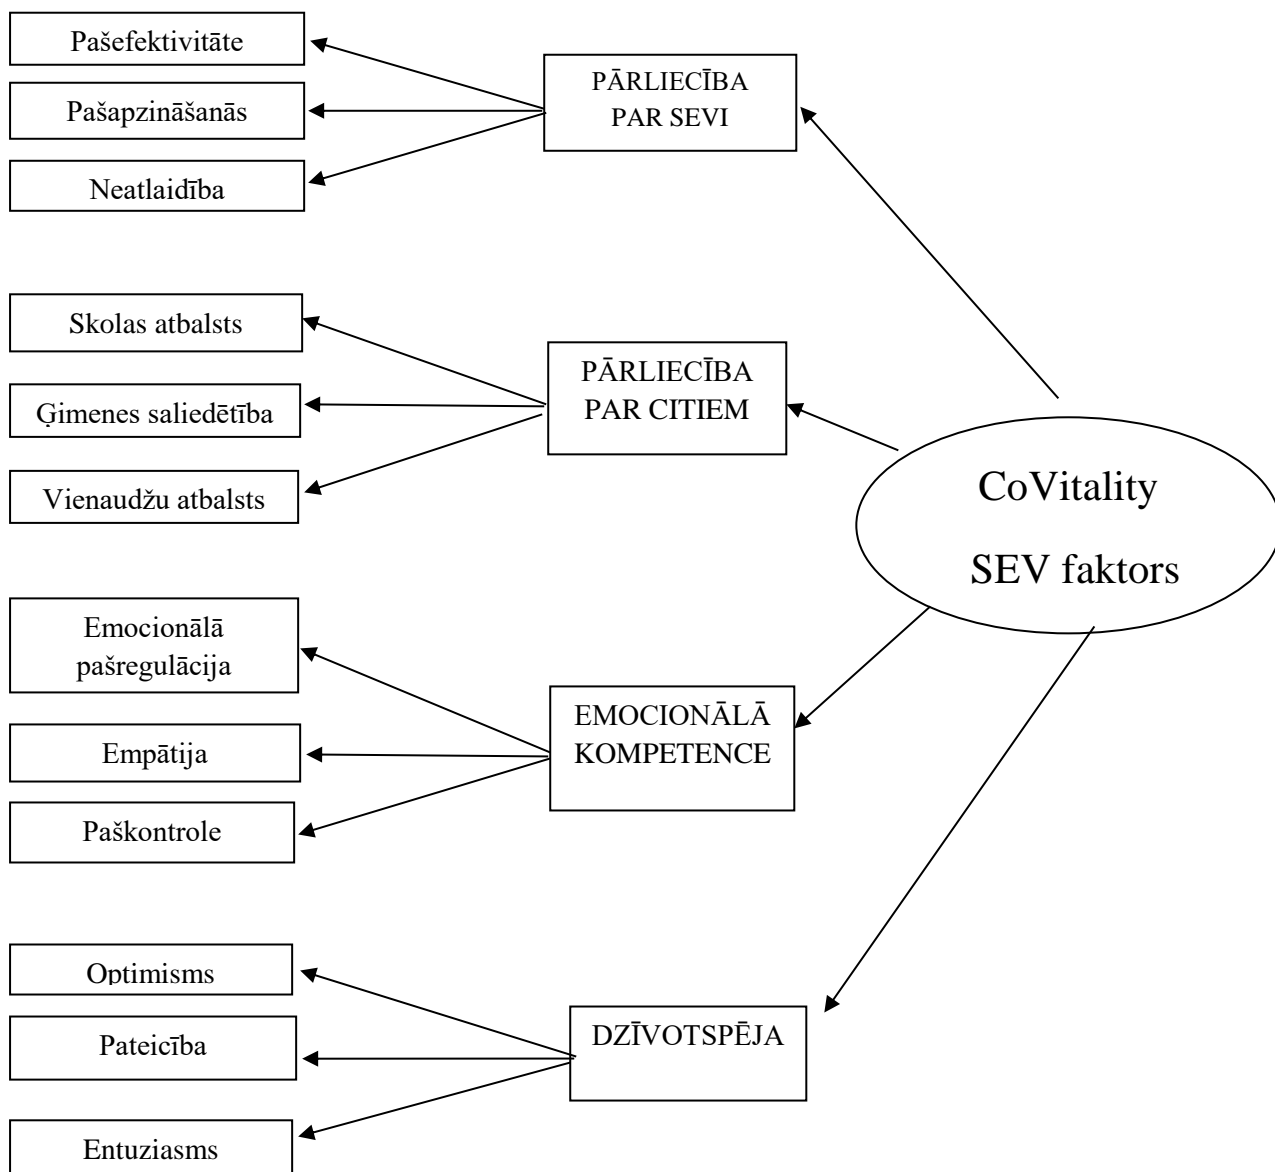 Pašefektivitāte
Pašapzināšanās
Neatlaidība
PĀRLIECĪBA
PAR SEVI
Skolas atbalsts
Ģimenes saliedētība
Vienaudžu atbalsts
PĀRLIECĪBA
PAR CITIEM
CoVitality
SEV faktors
Emocionālā
pašregulācija
Empātija
Paškontrole
EMOCIONĀLĀ
KOMPETENCE
Optimisms
Pateicība
Entuziasms
DZĪVOTSPĒJA